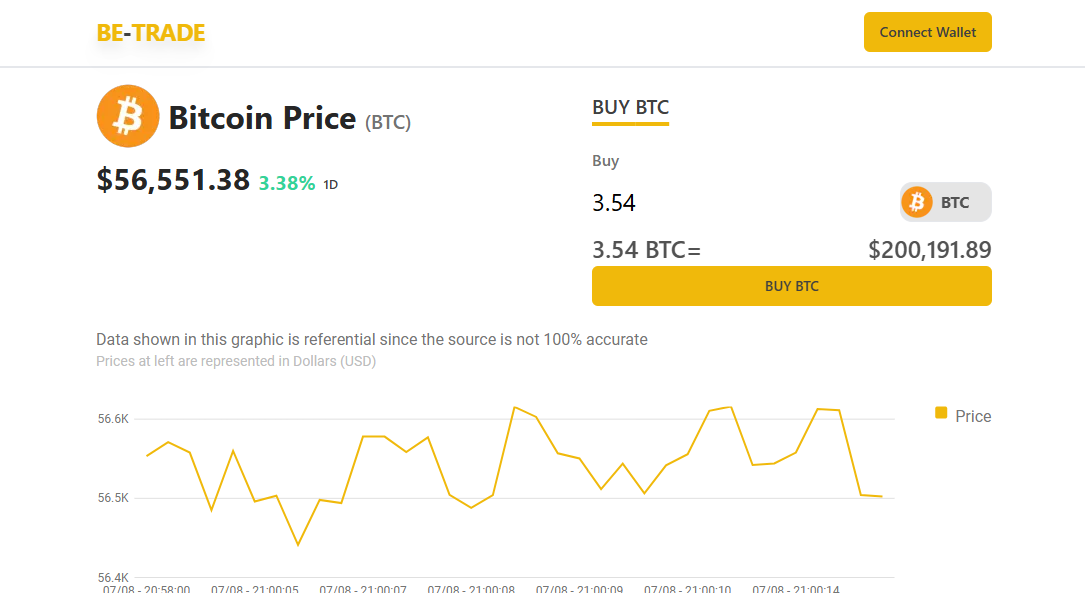 BE-TRADE
Connect Wallet
Bitcoin Price (BTC)
$56,551.38 3.38% 1D
BUY BTC
Buy
3.54
BTC
3.54 BTC=
$200,191.89
BUY BTC
Data shown in this graphic is referential since the source is not 100% accurate
Prices at left are represented in Dollars (USD)
56.6K
Price
56.5K
56.4K
07/08 - 20:58:00 07/08 - 21:00:05 07/08 - 21:00:07 07/08 - 21:00:08 07/08 - 21:00:09 07/08 - 21:00:10 07/08 - 21:00:14